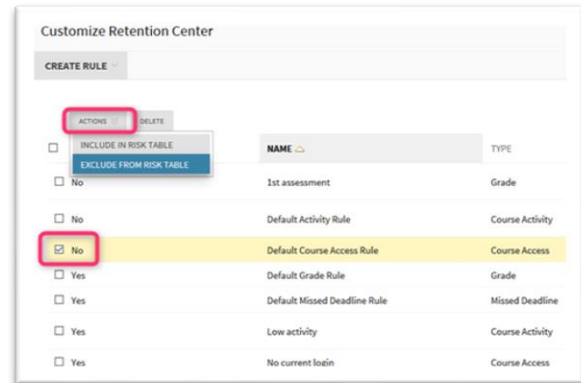 Customize Retention Center
CREATE RULE
ACTIONS DELETE
INCLUDE IN RISK TABLE NAME TYPE
EXCLUDE FROM RISK TABLE
No 1st assessment Grade
No Default Activity Rule Course Activity
No Default Course Access Rule Course Access
Yes Default Grade Rule Grade
Yes Default Missed Deadline Rule Missed Deadline
Yes Low activity Course Activity
Yes No current login Course Access